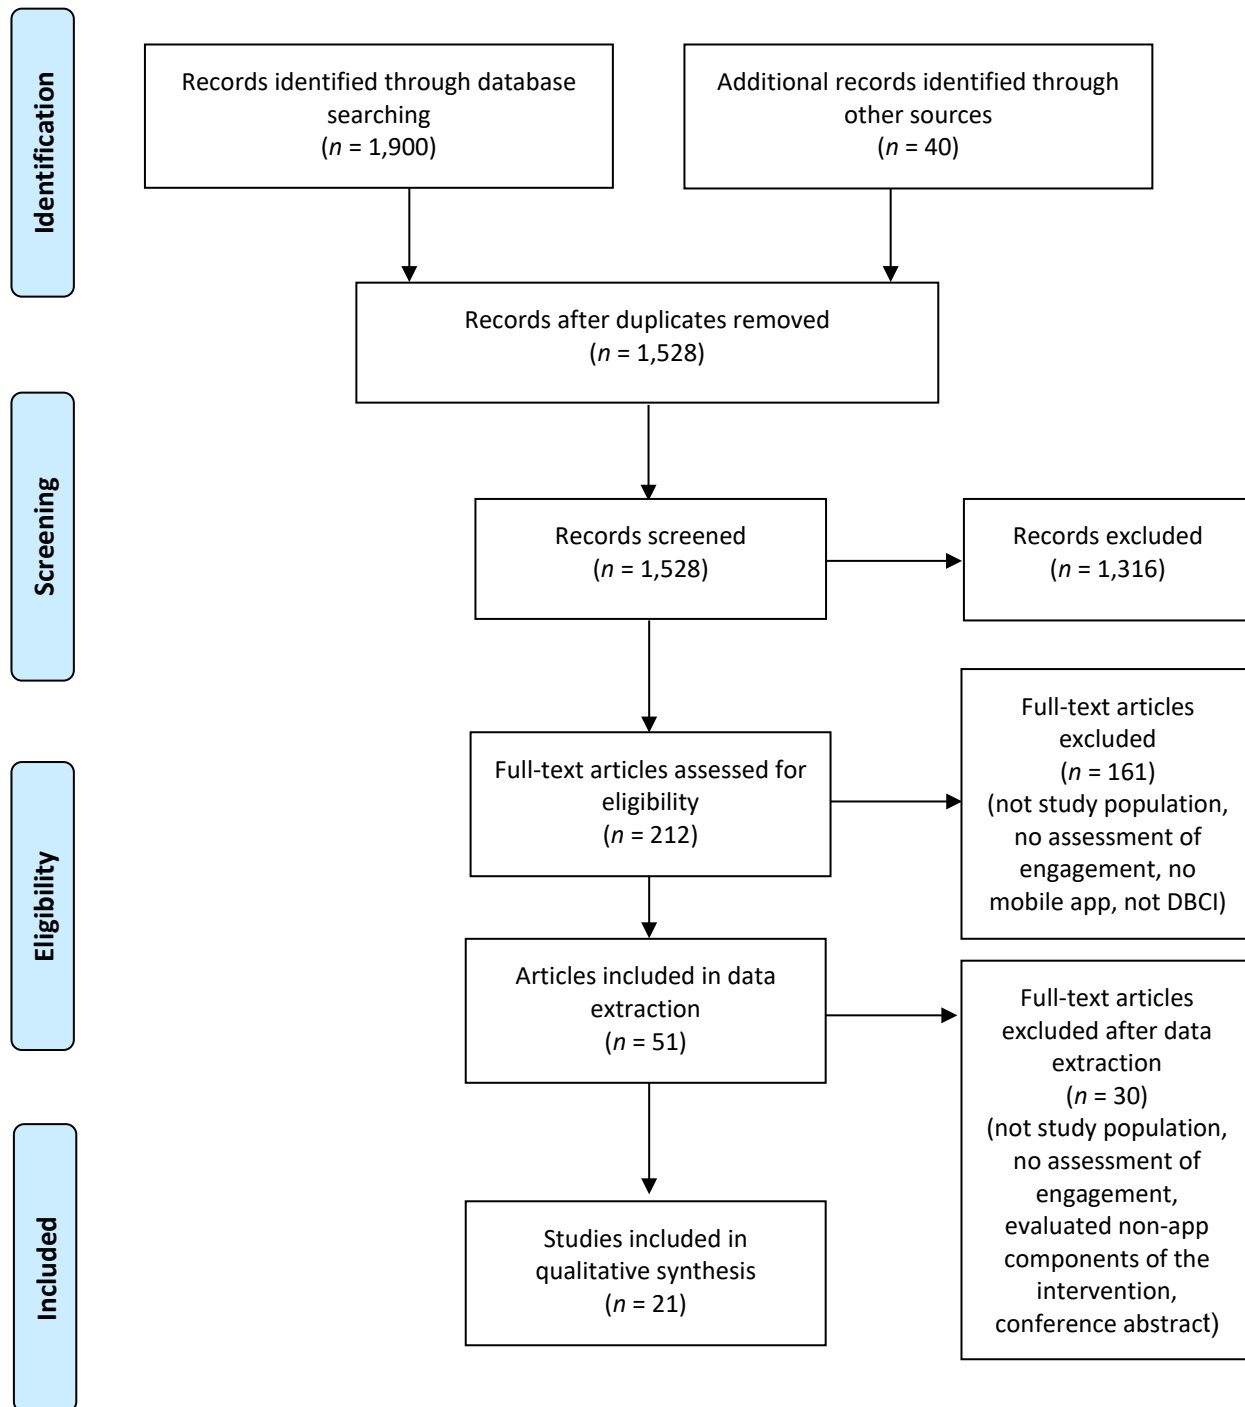 Identification
Records identified through database
searching
(n = 1,900)
Additional records identified through
other sources
(n = 40)
Records after duplicates removed
(n = 1,528)
Screening
Records screened
(n = 1,528)
Records excluded
(n = 1,316)
Eligibility
Full-text articles assessed for
eligibility
(n = 212)
Full-text articles
excluded
(n = 161)
(not study population,
no assessment of
engagement, no
mobile app, not DBCI)
Articles included in data
extraction
(n = 51)
Full-text articles
excluded after data
extraction
(n = 30)
(not study population,
no assessment of
engagement,
evaluated non-app
components of the
intervention,
conference abstract)
Included
Studies included in
qualitative synthesis
(n = 21)